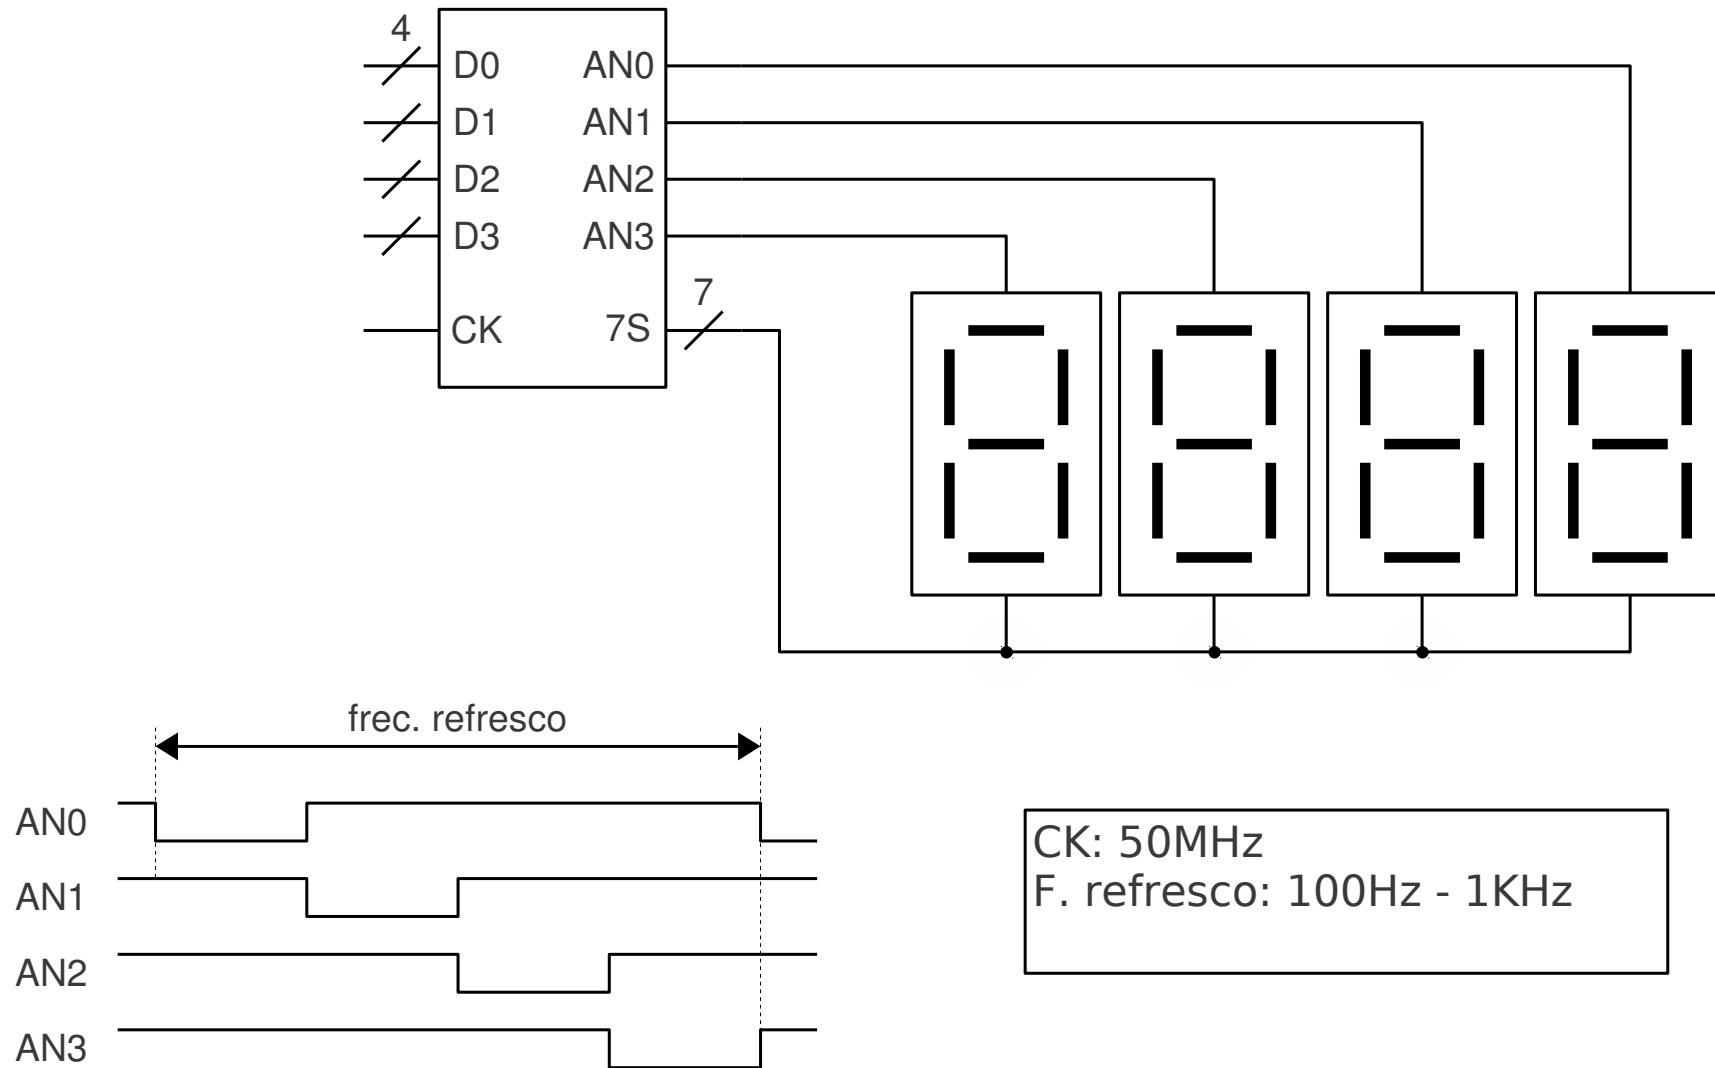 4
D0 AN0
D1 AN1
D2 AN2
D3 AN3
7
CK 7S
frec. refresco
AN0
AN1
AN2
AN3
CK: 50MHz
F. refresco: 100Hz - 1KHz